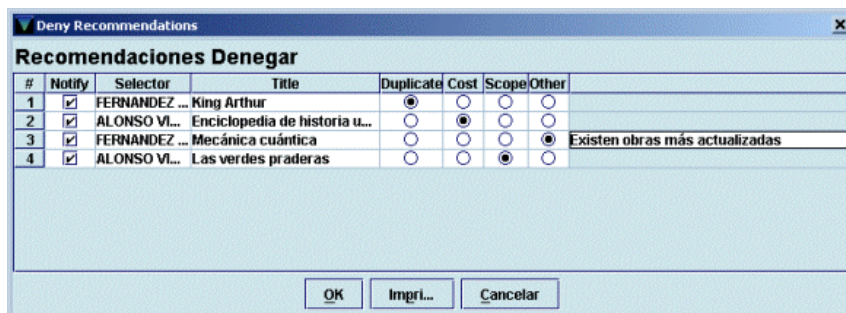 Deny Recommendations
Recomendaciones Denegar
# Notify Selector Title Duplicate Cost Scope Other
1 FERNANDEZ ... King Arthur
2 ALONSO VI... Enciclopedia de historia u...
3 FERNANDEZ ... Mecánica cuántica Existen obras más actualizadas
4 ALONSO VI... Las verdes praderas
OK Impri... Cancelar